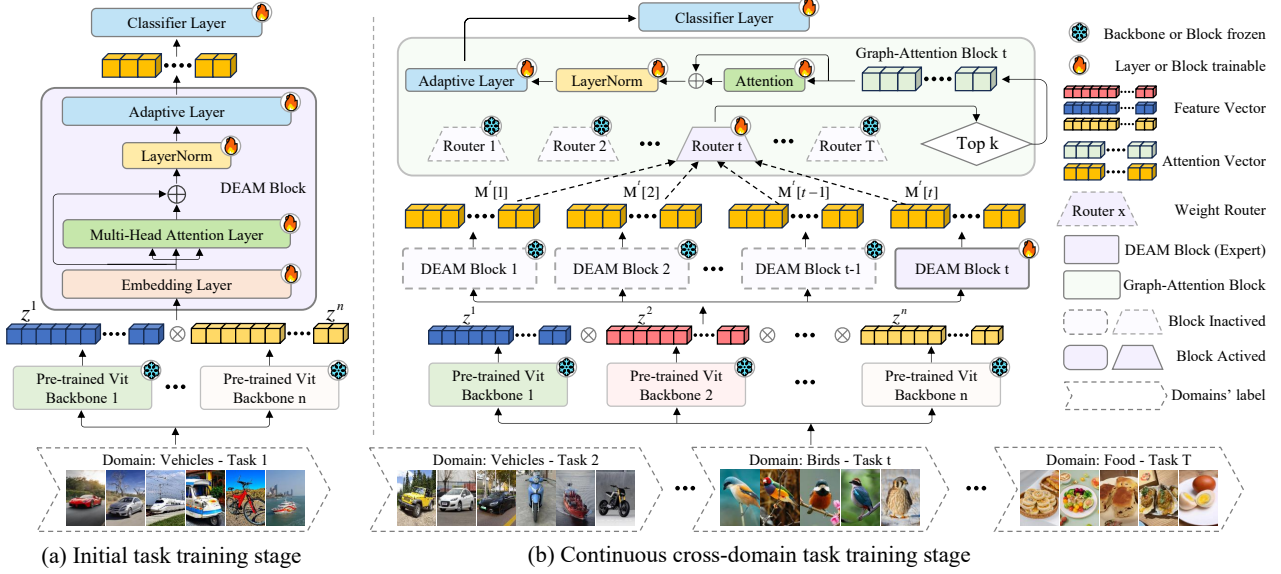 Classifier Layer
Adaptive Layer
LayerNorm
DEAM Block
Multi-Head Attention Layer
Embedding Layer
z^1
z^n
Pre-trained Vit
Backbone 1
Pre-trained Vit
Backbone n
Domain: Vehicles - Task 1
(a) Initial task training stage
Classifier Layer
Graph-Attention Block t
Adaptive Layer
LayerNorm
Attention
Router 1
Router 2
Router t
Router T
Top k
M^t[1]
M^t[2]
M^t[t-1]
M^t[t]
DEAM Block 1
DEAM Block 2
DEAM Block t-1
DEAM Block t
z^1
z^2
z^n
Pre-trained Vit
Backbone 1
Pre-trained Vit
Backbone 2
Pre-trained Vit
Backbone n
Domain: Vehicles - Task 2
Domain: Birds - Task t
Domain: Food - Task T
(b) Continuous cross-domain task training stage
Backbone or Block frozen
Layer or Block trainable
Feature Vector
Attention Vector
Router x
Weight Router
DEAM Block (Expert)
Graph-Attention Block
Block Inactived
Block Actived
Domains' label